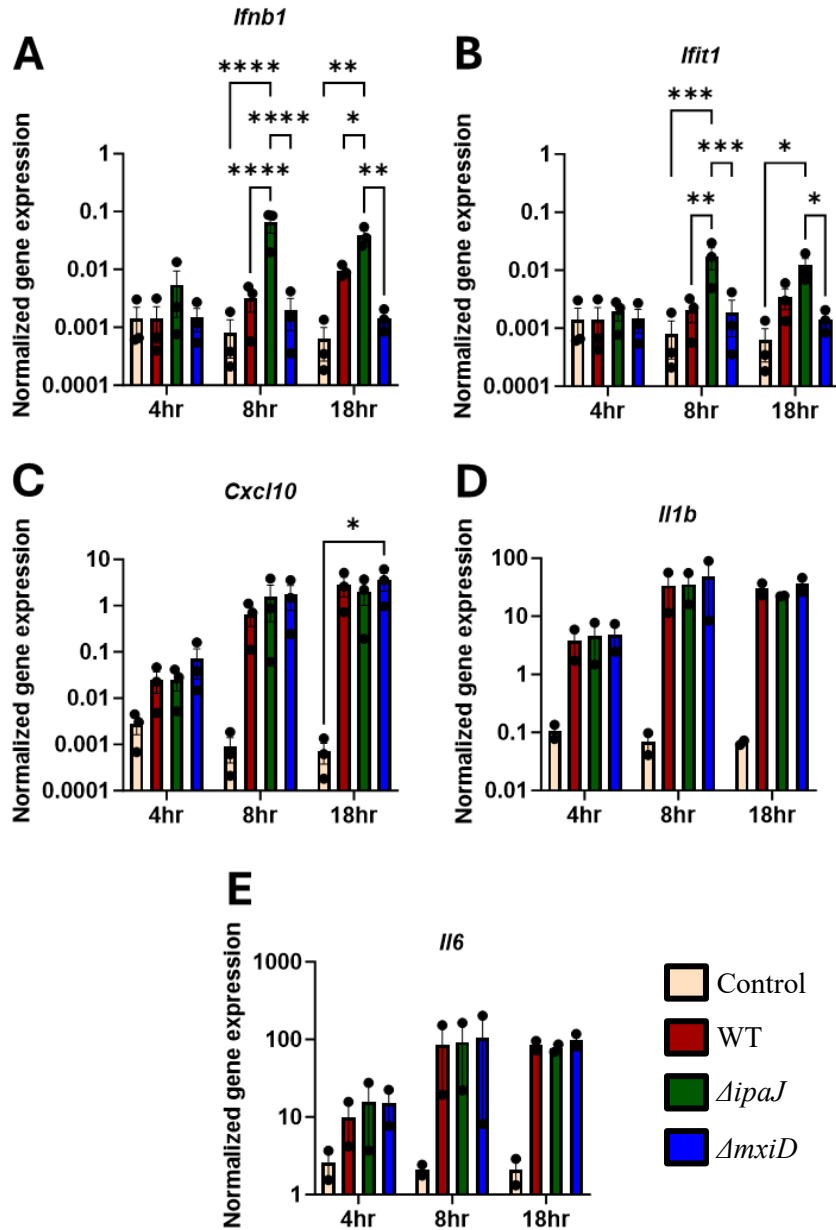 A
Ifnb1
**** **
**** *
**** **
Normalized gene expression
1
0.1
0.01
0.001
0.0001
4hr 8hr 18hr
B
Ifit1
***
*** *
** *
Normalized gene expression
1
0.1
0.01
0.001
0.0001
4hr 8hr 18hr
C
Cxcl10
*
Normalized gene expression
10
1
0.1
0.01
0.001
0.0001
4hr 8hr 18hr
D
Il1b
Normalized gene expression
100
10
1
0.1
0.01
4hr 8hr 18hr
E
Il6
Normalized gene expression
1000
100
10
1
4hr 8hr 18hr
Control
WT
ΔipaJ
ΔmxiD